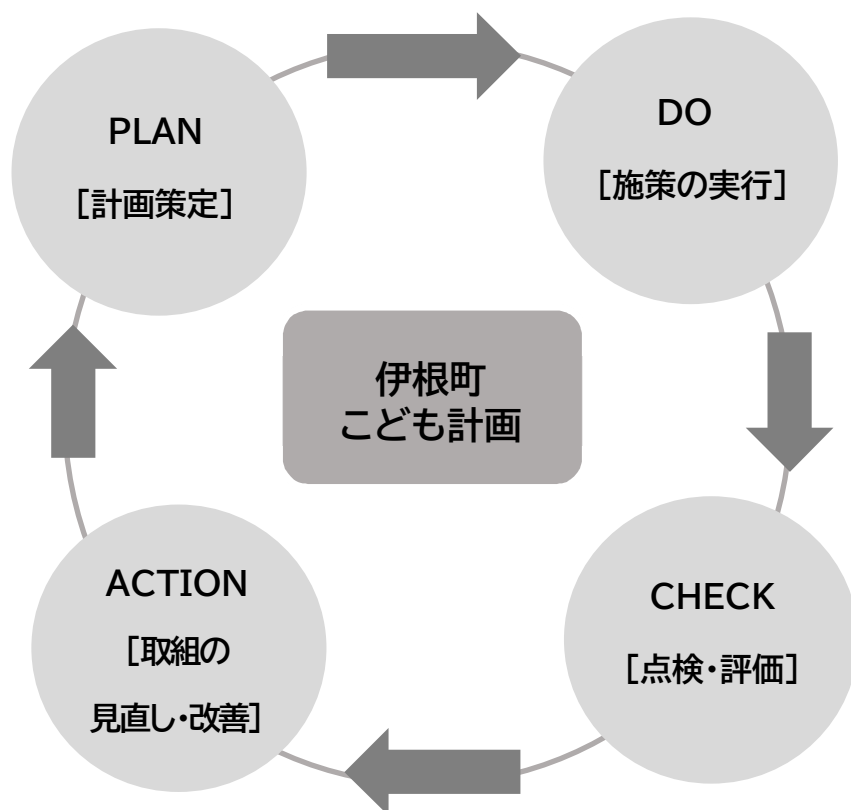 PLAN
[計画策定]
DO
[施策の実行]
伊根町
こども計画
ACTION
[取組の
見直し・改善]
CHECK
[点検・評価]